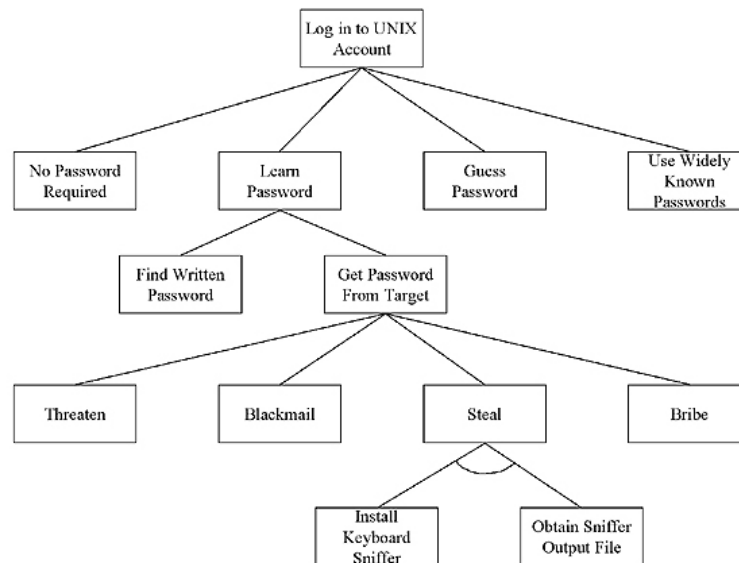 Log in to UNIX
Account
No Password
Required
Learn
Password
Guess
Password
Use Widely
Known
Passwords
Find Written
Password
Get Password
From Target
Threaten
Blackmail
Steal
Bribe
Install
Keyboard
Sniffer
Obtain Sniffer
Output File